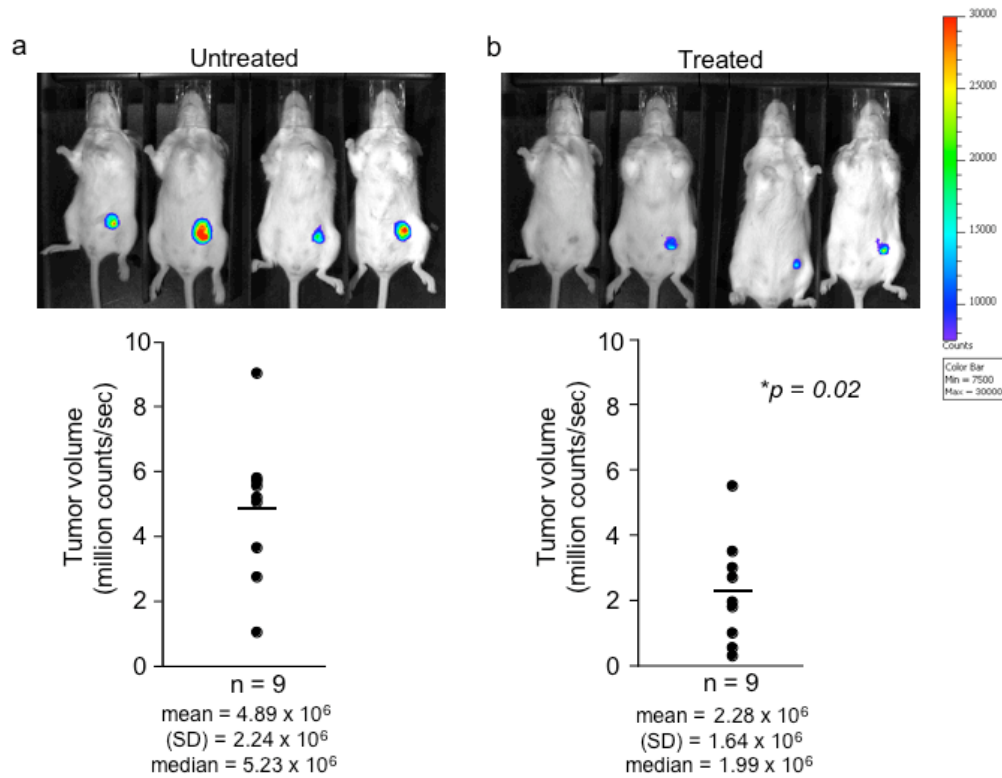 a
Untreated
b
Treated
30000
25000
20000
15000
10000
Counts
Color Bar
Min = 7500
Max = 30000
Tumor volume
(million counts/sec)
10
8
6
4
2
0
n = 9
mean = 4.89 x 10⁶
(SD) = 2.24 x 10⁶
median = 5.23 x 10⁶
Tumor volume
(million counts/sec)
10
8
6
4
2
0
*p = 0.02
n = 9
mean = 2.28 x 10⁶
(SD) = 1.64 x 10⁶
median = 1.99 x 10⁶